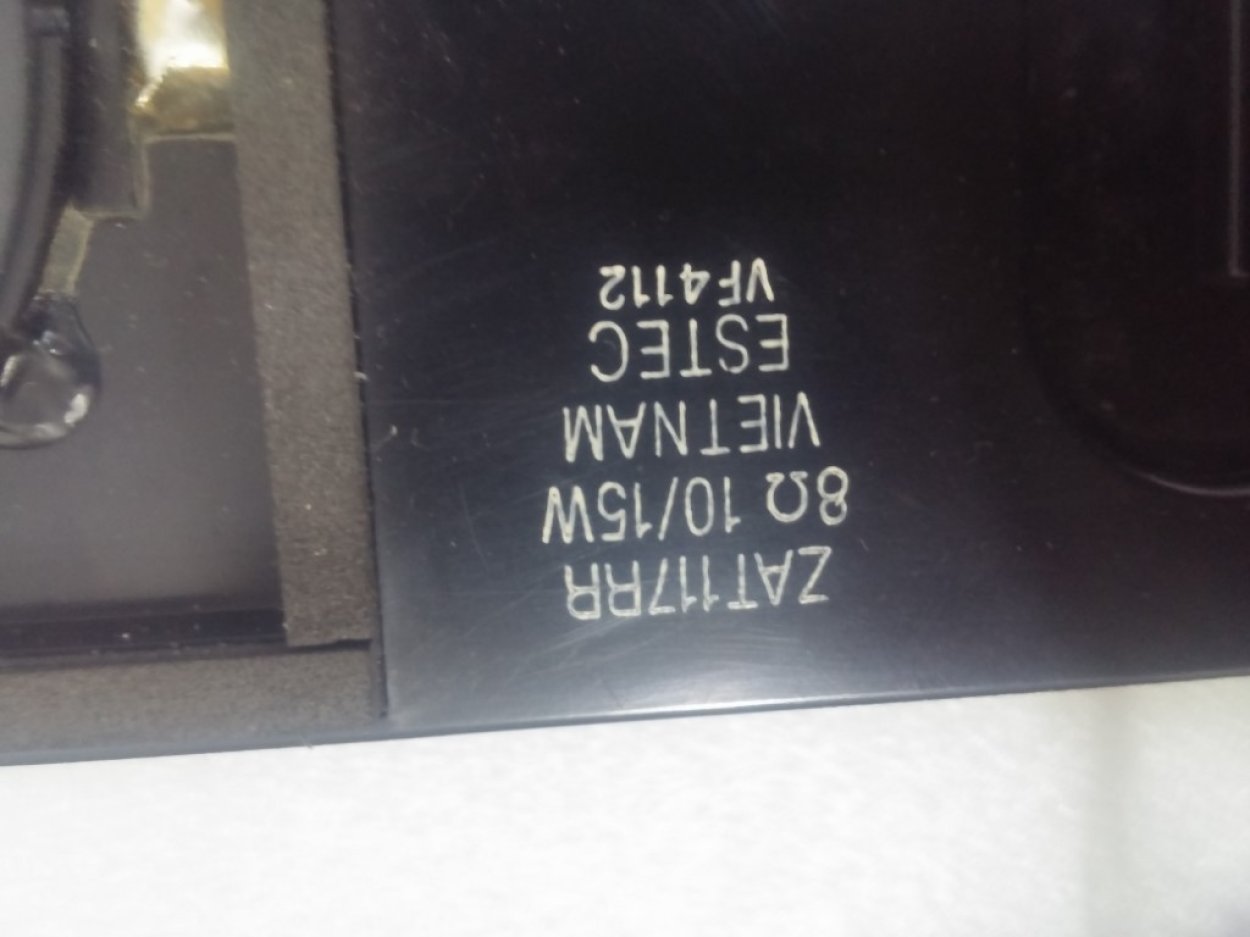 ZAT117RR
8Ω 10/15W
VIETNAM
ESTEC
VF4112